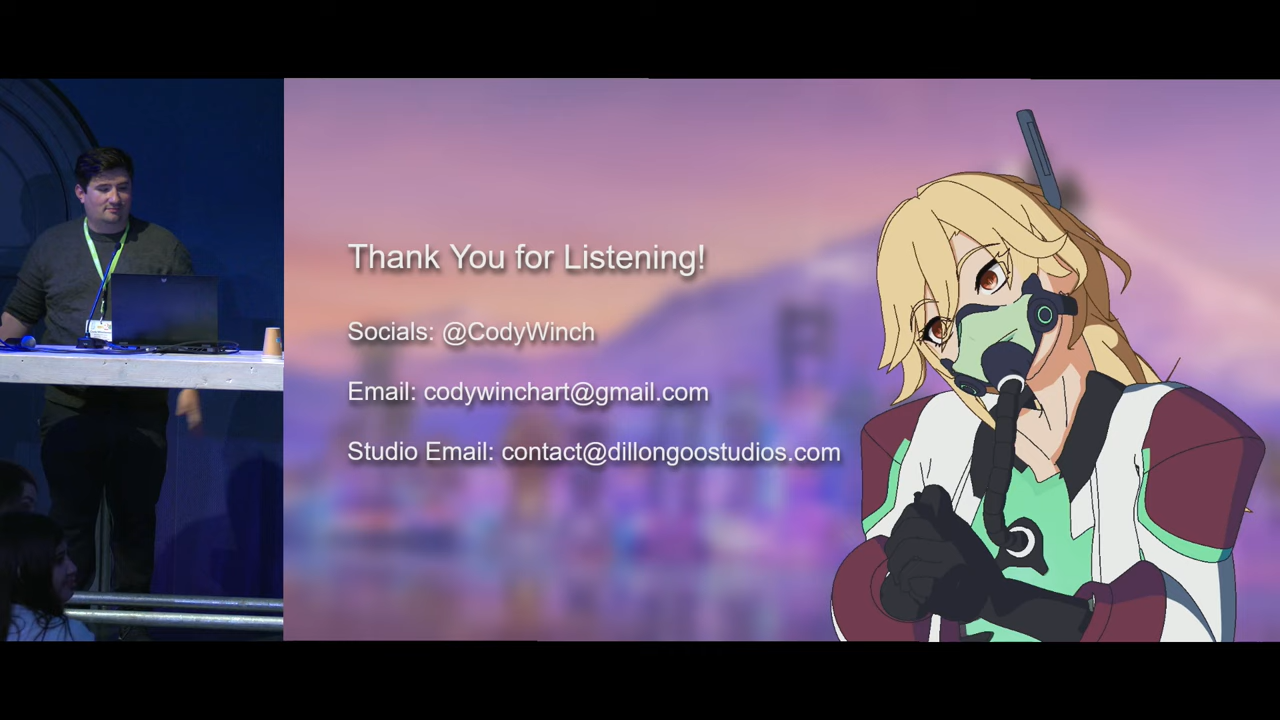 Thank You for Listening!
Socials: @CodyWinch
Email: codywinchart@gmail.com
Studio Email: contact@dillongoostudios.com